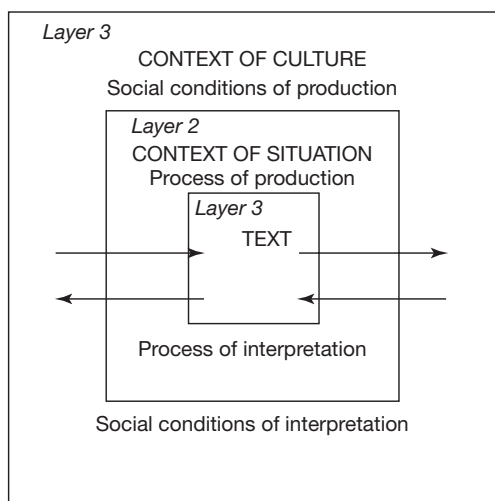 Layer 3
CONTEXT OF CULTURE
Social conditions of production
Layer 2
CONTEXT OF SITUATION
Process of production
Layer 3
TEXT
Process of interpretation
Social conditions of interpretation